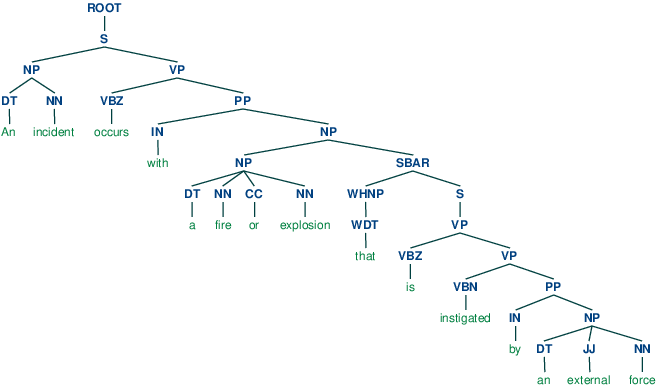 ROOT
S
NP VP
DT NN VBZ PP
An incident occurs IN NP
with NP SBAR
DT NN CC NN WHNP S
a fire or explosion WDT VP
that VBZ VP
is VBN PP
instigated IN NP
by DT JJ NN
an external force